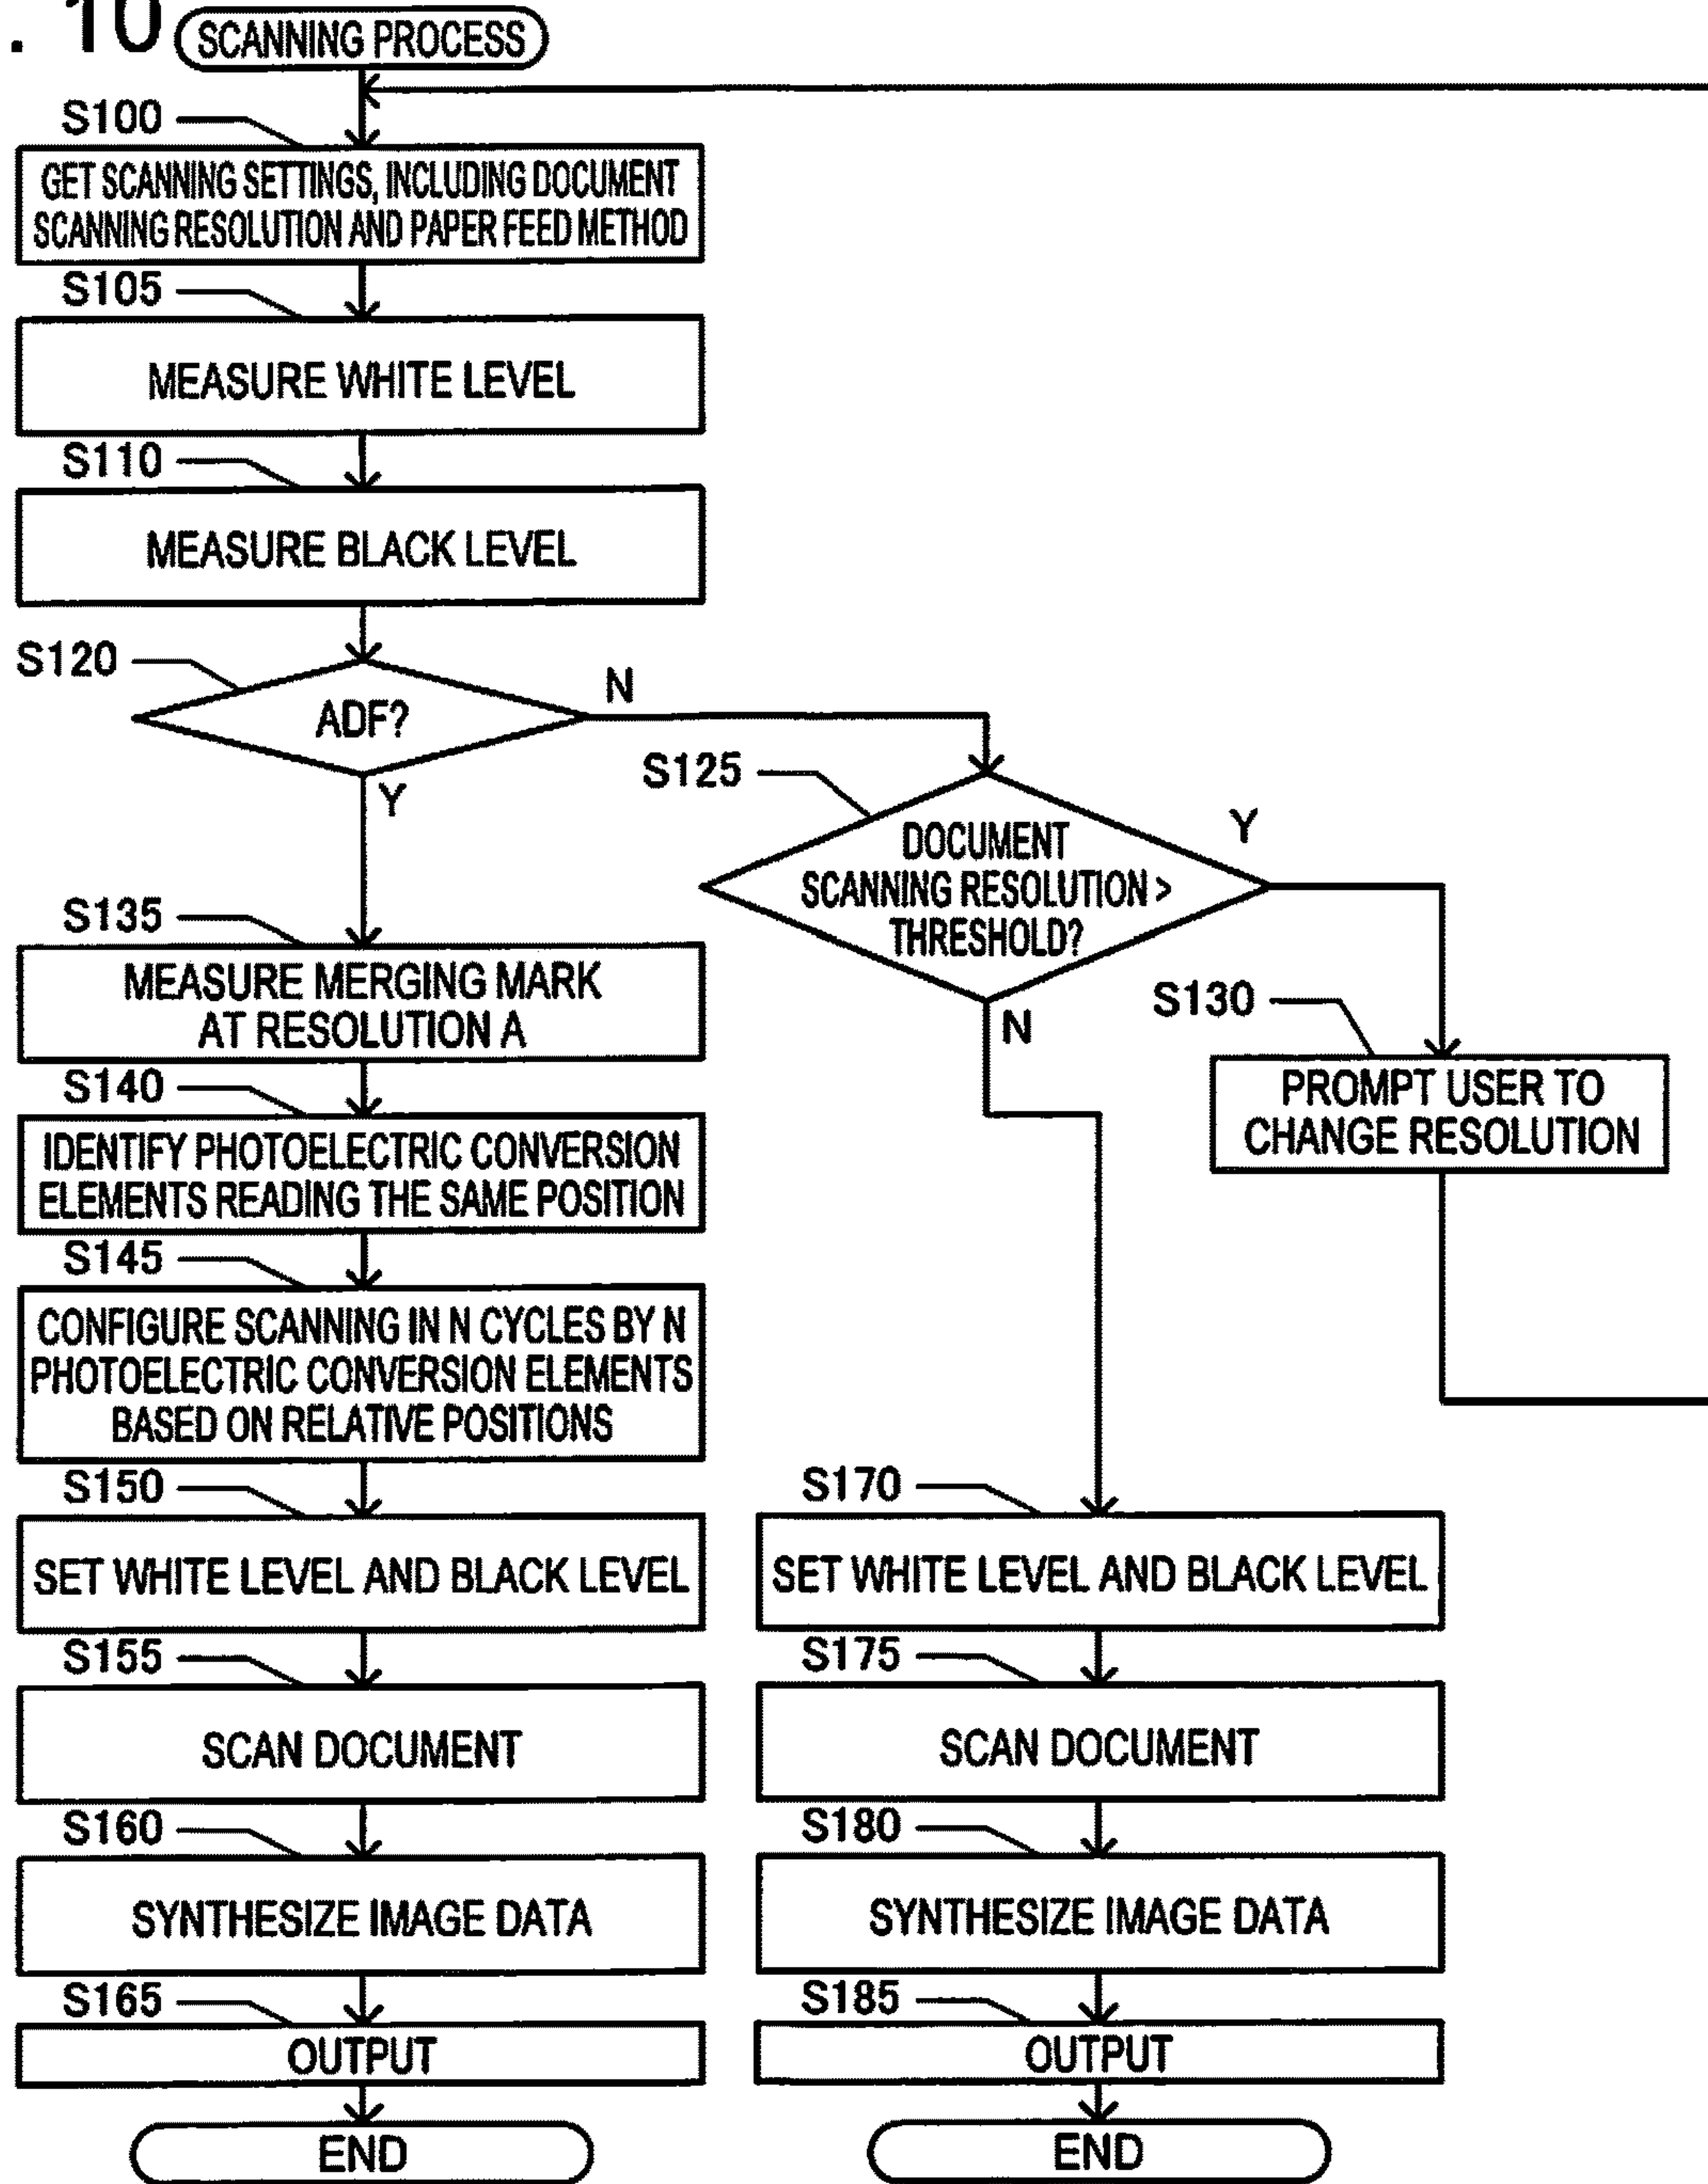 . 10
SCANNING PROCESS
S100
GET SCANNING SETTINGS, INCLUDING DOCUMENT
SCANNING RESOLUTION AND PAPER FEED METHOD
S105
MEASURE WHITE LEVEL
S110
MEASURE BLACK LEVEL
S120
ADF?
N
Y
S125
DOCUMENT
SCANNING RESOLUTION >
THRESHOLD?
Y
N
S130
PROMPT USER TO
CHANGE RESOLUTION
S135
MEASURE MERGING MARK
AT RESOLUTION A
S140
IDENTIFY PHOTOELECTRIC CONVERSION
ELEMENTS READING THE SAME POSITION
S145
CONFIGURE SCANNING IN N CYCLES BY N
PHOTOELECTRIC CONVERSION ELEMENTS
BASED ON RELATIVE POSITIONS
S150
SET WHITE LEVEL AND BLACK LEVEL
S155
SCAN DOCUMENT
S160
SYNTHESIZE IMAGE DATA
S165
OUTPUT
END
S170
SET WHITE LEVEL AND BLACK LEVEL
S175
SCAN DOCUMENT
S180
SYNTHESIZE IMAGE DATA
S185
OUTPUT
END